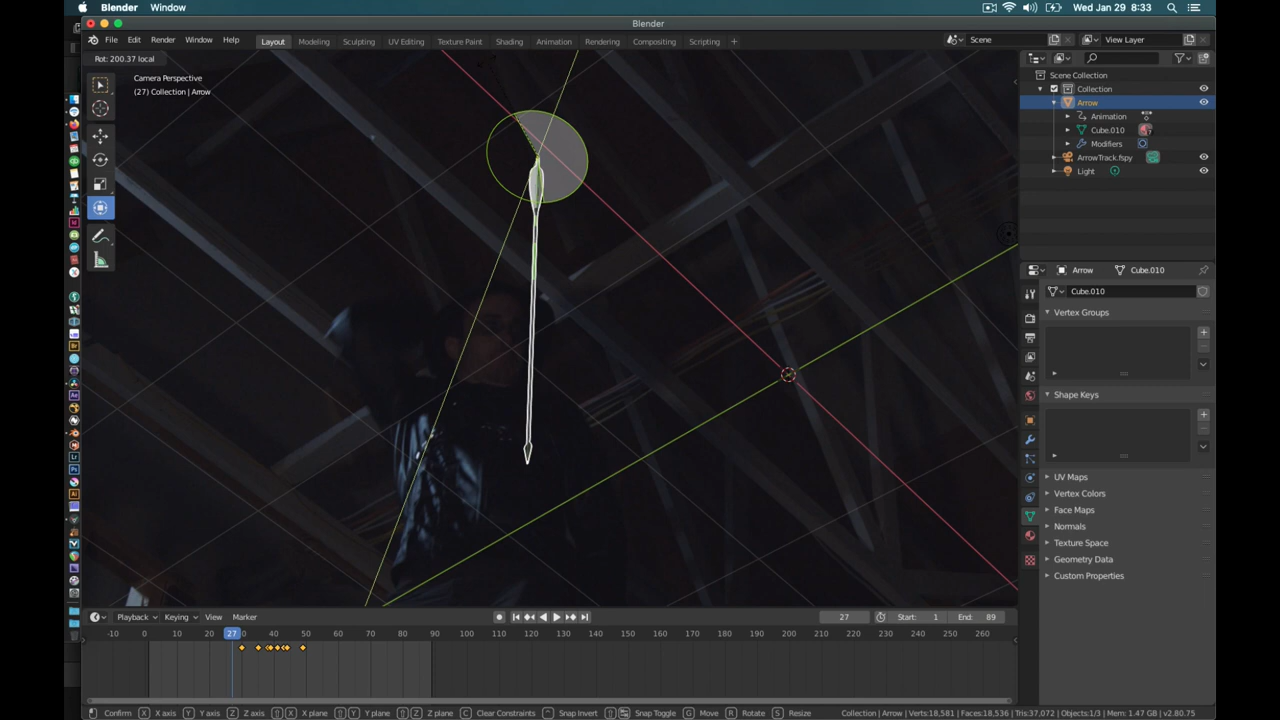 Blender Window Wed Jan 29 8:33
Blender
File Edit Render Window Help Layout Modeling Sculpting UV Editing Texture Paint Shading Animation Rendering Compositing Scripting + Scene View Layer
Rot: 200.37 local
Camera Perspective
(27) Collection | Arrow
Scene Collection
Collection
Arrow
Animation
Cube.010
Modifiers
ArrowTrack.fspy
Light
Arrow Cube.010
Cube.010
Vertex Groups
Shape Keys
UV Maps
Vertex Colors
Face Maps
Normals
Texture Space
Geometry Data
Custom Properties
Playback Keying View Marker 27 Start: 1 End: 89
-10 0 10 20 27 30 40 50 60 70 80 90 100 110 120 130 140 150 160 170 180 190 200 210 220 230 240 250 260
Confirm X X axis Y Y axis Z Z axis X X plane Y Y plane Z Z plane C Clear Constraints Snap Invert Snap Toggle G Move R Rotate S Resize Collection | Arrow | Verts:18,581 | Faces:18,536 | Tris:37,072 | Objects:1/3 | Mem: 1.47 GB | v2.80.75